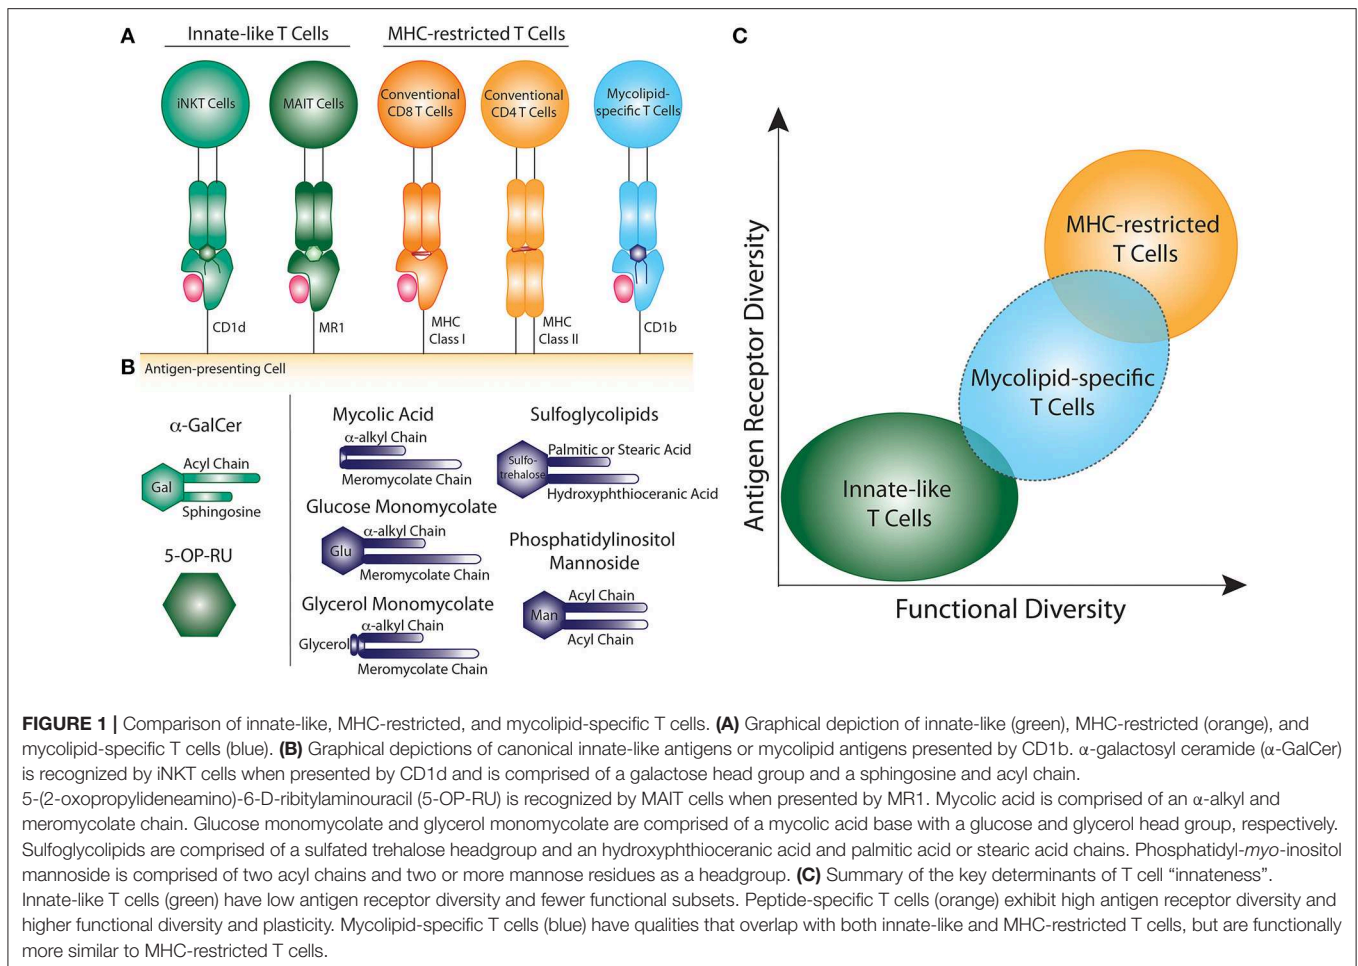 A
Innate-like T Cells
MHC-restricted T Cells
iNKT Cells
MAIT Cells
Conventional
CD8 T Cells
Conventional
CD4 T Cells
Mycolipid-
specific T Cells
CD1d
MR1
MHC
Class I
MHC
Class II
CD1b
Antigen-presenting Cell
B
α-GalCer
Acyl Chain
Gal
Sphingosine
5-OP-RU
Mycolic Acid
α-alkyl Chain
Meromycolate Chain
Glucose Monomycolate
α-alkyl Chain
Glu
Meromycolate Chain
Glycerol Monomycolate
α-alkyl Chain
Glycerol
Meromycolate Chain
Sulfoglycolipids
Palmitic or Stearic Acid
Sulfo-
trehalose
Hydroxyphthioceranic Acid
Phosphatidylinositol
Mannoside
Acyl Chain
Man
Acyl Chain
C
Antigen Receptor Diversity
MHC-restricted
T Cells
Mycolipid-specific
T Cells
Innate-like
T Cells
Functional Diversity
FIGURE 1 | Comparison of innate-like, MHC-restricted, and mycolipid-specific T cells. (A) Graphical depiction of innate-like (green), MHC-restricted (orange), and
mycolipid-specific T cells (blue). (B) Graphical depictions of canonical innate-like antigens or mycolipid antigens presented by CD1b. α-galactosyl ceramide (α-GalCer)
is recognized by iNKT cells when presented by CD1d and is comprised of a galactose head group and a sphingosine and acyl chain.
5-(2-oxopropylideneamino)-6-D-ribitylaminouracil (5-OP-RU) is recognized by MAIT cells when presented by MR1. Mycolic acid is comprised of an α-alkyl and
meromycolate chain. Glucose monomycolate and glycerol monomycolate are comprised of a mycolic acid base with a glucose and glycerol head group, respectively.
Sulfoglycolipids are comprised of a sulfated trehalose headgroup and an hydroxyphthioceranic acid and palmitic acid or stearic acid chains. Phosphatidyl-myo-inositol
mannoside is comprised of two acyl chains and two or more mannose residues as a headgroup. (C) Summary of the key determinants of T cell “innateness”.
Innate-like T cells (green) have low antigen receptor diversity and fewer functional subsets. Peptide-specific T cells (orange) exhibit high antigen receptor diversity and
higher functional diversity and plasticity. Mycolipid-specific T cells (blue) have qualities that overlap with both innate-like and MHC-restricted T cells, but are functionally
more similar to MHC-restricted T cells.